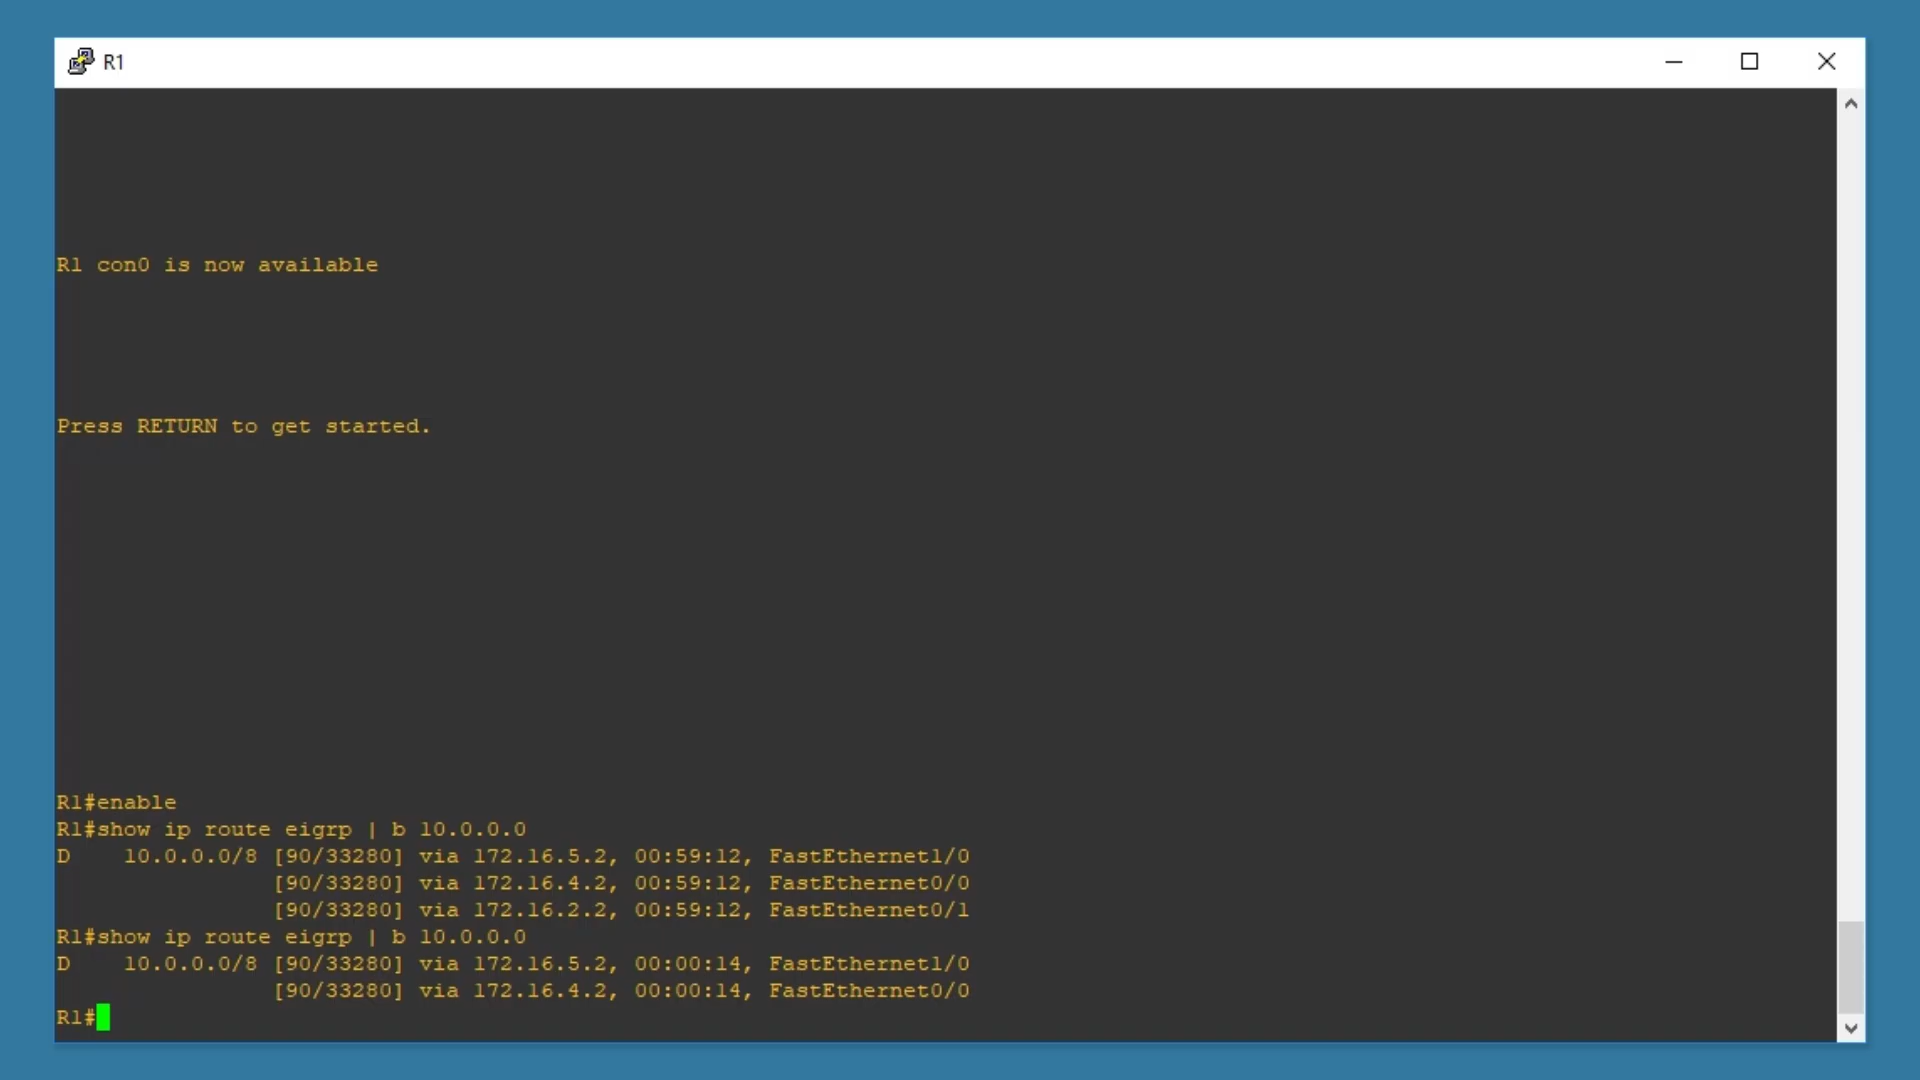 R1
R1 con0 is now available
Press RETURN to get started.
R1#enable
R1#show ip route eigrp | b 10.0.0.0
D    10.0.0.0/8 [90/33280] via 172.16.5.2, 00:59:12, FastEthernet1/0
                [90/33280] via 172.16.4.2, 00:59:12, FastEthernet0/0
                [90/33280] via 172.16.2.2, 00:59:12, FastEthernet0/1
R1#show ip route eigrp | b 10.0.0.0
D    10.0.0.0/8 [90/33280] via 172.16.5.2, 00:00:14, FastEthernet1/0
                [90/33280] via 172.16.4.2, 00:00:14, FastEthernet0/0
R1#